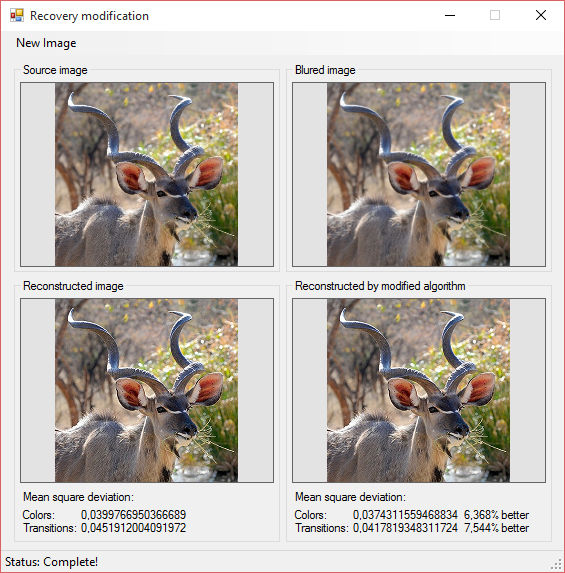 Recovery modification
New Image
Source image
Blured image
Reconstructed image
Reconstructed by modified algorithm
Mean square deviation:
Colors: 0,0399766950366689
Transitions: 0,0451912004091972
Mean square deviation:
Colors: 0,0374311559468834 6,368% better
Transitions: 0,0417819348311724 7,544% better
Status: Complete!